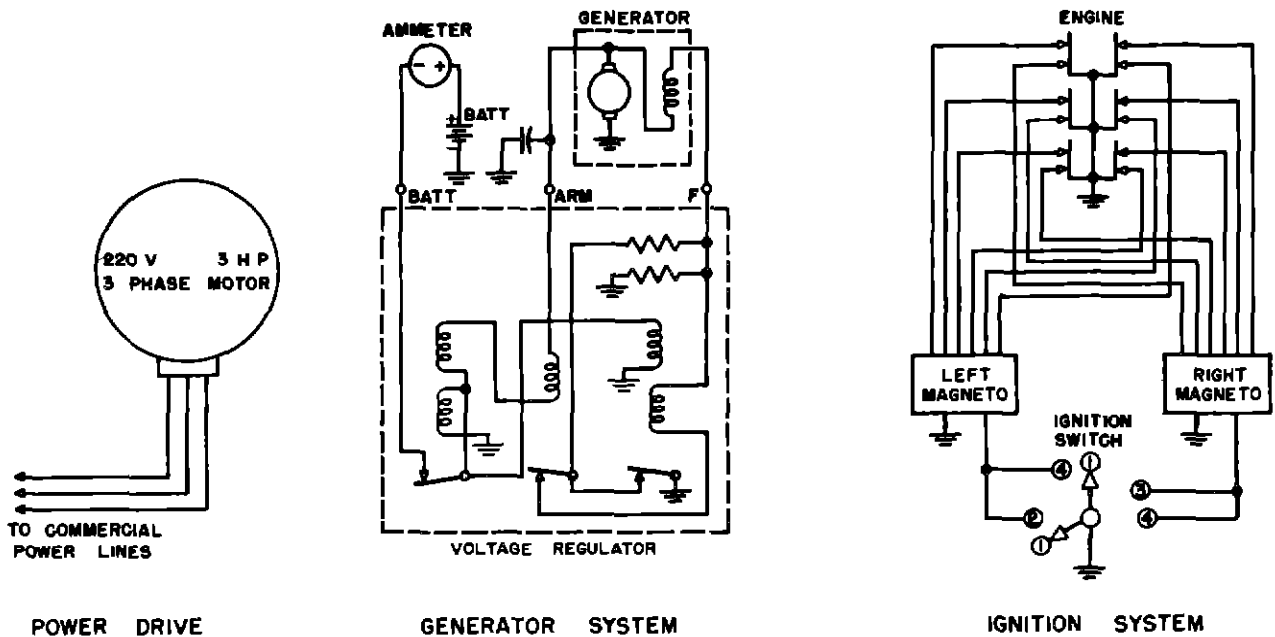 220 V 3 H P
3 PHASE MOTOR
TO COMMERCIAL
POWER LINES
POWER DRIVE
AMMETER
- +
+ BATT
-
GENERATOR
BATT
ARM
F
VOLTAGE REGULATOR
GENERATOR SYSTEM
ENGINE
LEFT
MAGNETO
RIGHT
MAGNETO
IGNITION
SWITCH
4
1
3
2
4
1
IGNITION SYSTEM